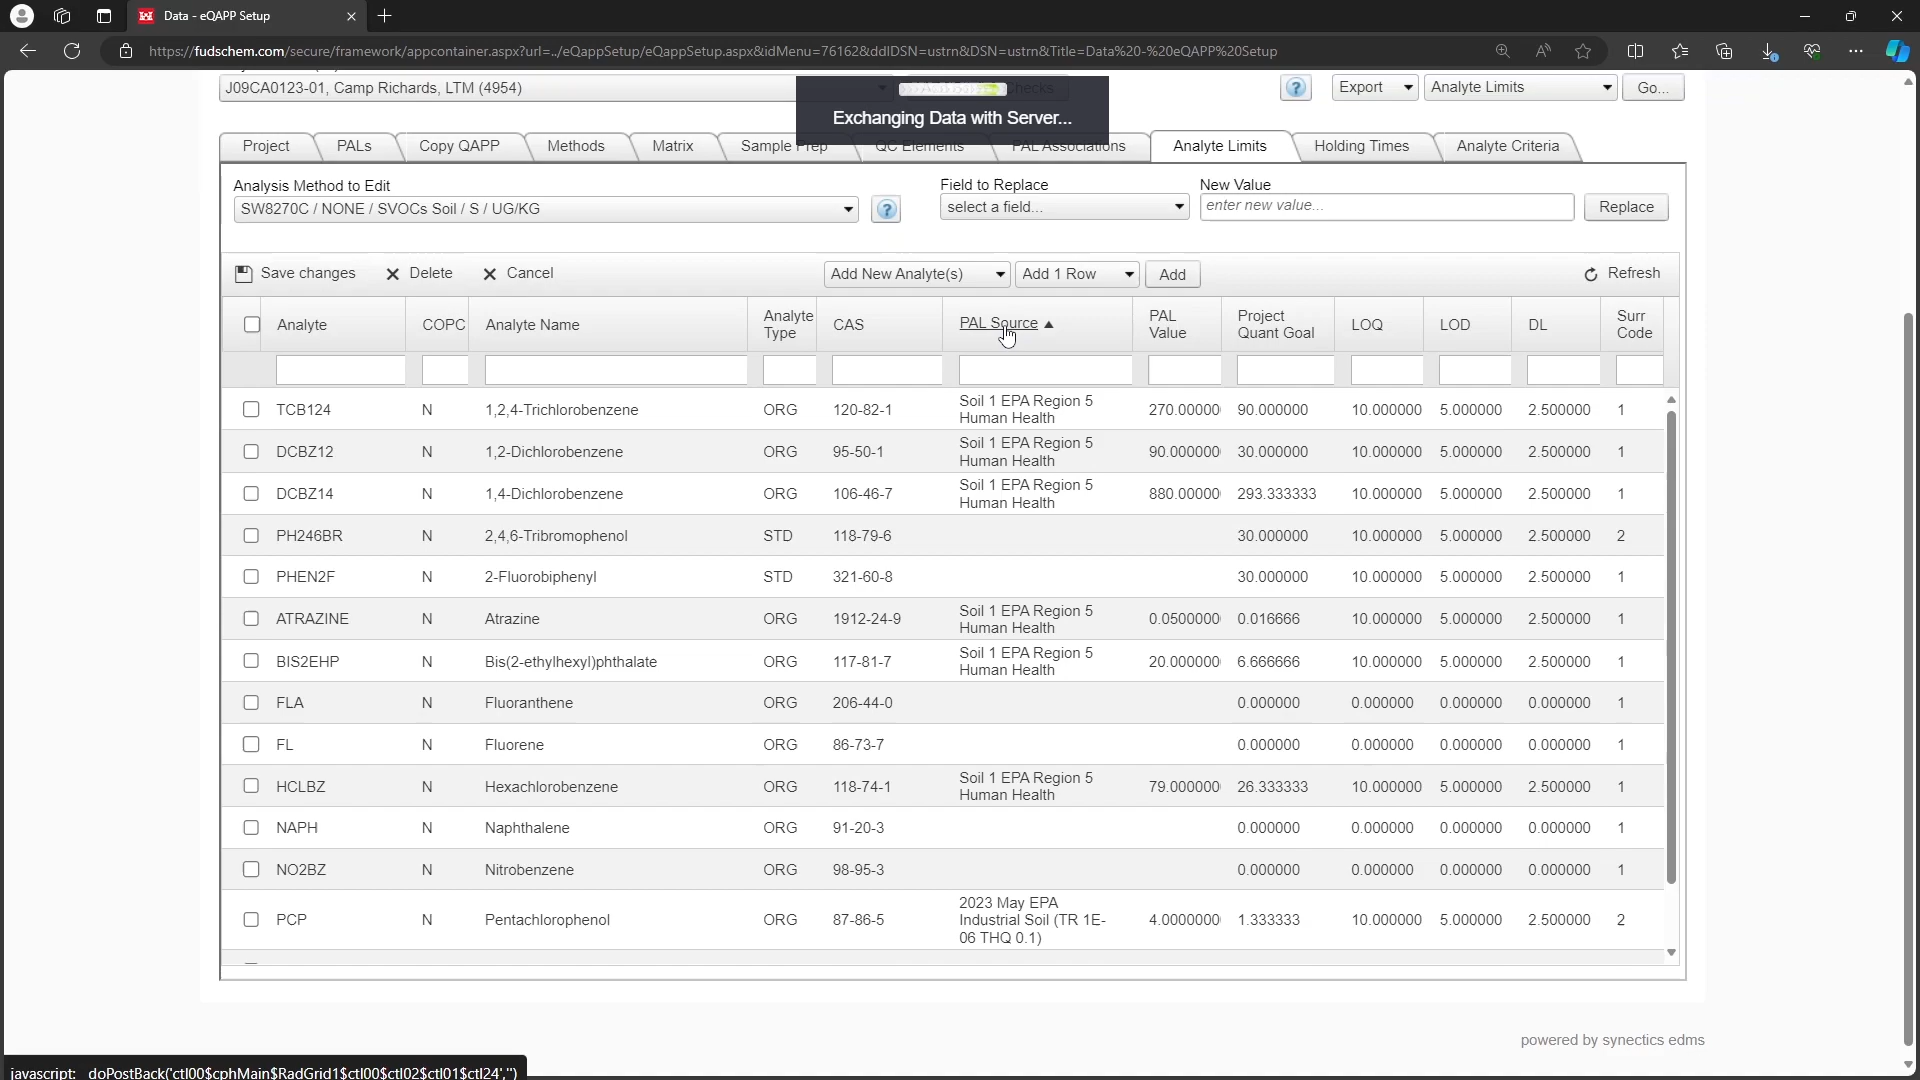 Data - eQAPP Setup
https://fudschem.com/secure/framework/appcontainer.aspx?url=../eQappSetup/eQappSetup.aspx&idMenu=76162&ddlDSN=ustrn&DSN=ustrn&Title=Data%20-%20eQAPP%20Setup
J09CA0123-01, Camp Richards, LTM (4954)
Checks
Export
Analyte Limits
Go...
Exchanging Data with Server...
Project
PALs
Copy QAPP
Methods
Matrix
Sample Prep
QC Elements
PAL Associations
Analyte Limits
Holding Times
Analyte Criteria
Analysis Method to Edit
SW8270C / NONE / SVOCs Soil / S / UG/KG
Field to Replace
select a field...
New Value
enter new value...
Replace
Save changes
Delete
Cancel
Add New Analyte(s)
Add 1 Row
Add
Refresh
Analyte COPC Analyte Name Analyte Type CAS PAL Source PAL Value Project Quant Goal LOQ LOD DL Surr Code
TCB124 N 1,2,4-Trichlorobenzene ORG 120-82-1 Soil 1 EPA Region 5 Human Health 270.00000 90.000000 10.000000 5.000000 2.500000 1
DCBZ12 N 1,2-Dichlorobenzene ORG 95-50-1 Soil 1 EPA Region 5 Human Health 90.000000 30.000000 10.000000 5.000000 2.500000 1
DCBZ14 N 1,4-Dichlorobenzene ORG 106-46-7 Soil 1 EPA Region 5 Human Health 880.00000 293.333333 10.000000 5.000000 2.500000 1
PH246BR N 2,4,6-Tribromophenol STD 118-79-6 30.000000 10.000000 5.000000 2.500000 2
PHEN2F N 2-Fluorobiphenyl STD 321-60-8 30.000000 10.000000 5.000000 2.500000 1
ATRAZINE N Atrazine ORG 1912-24-9 Soil 1 EPA Region 5 Human Health 0.0500000 0.016666 10.000000 5.000000 2.500000 1
BIS2EHP N Bis(2-ethylhexyl)phthalate ORG 117-81-7 Soil 1 EPA Region 5 Human Health 20.000000 6.666666 10.000000 5.000000 2.500000 1
FLA N Fluoranthene ORG 206-44-0 0.000000 0.000000 0.000000 0.000000 1
FL N Fluorene ORG 86-73-7 0.000000 0.000000 0.000000 0.000000 1
HCLBZ N Hexachlorobenzene ORG 118-74-1 Soil 1 EPA Region 5 Human Health 79.000000 26.333333 10.000000 5.000000 2.500000 1
NAPH N Naphthalene ORG 91-20-3 0.000000 0.000000 0.000000 0.000000 1
NO2BZ N Nitrobenzene ORG 98-95-3 0.000000 0.000000 0.000000 0.000000 1
PCP N Pentachlorophenol ORG 87-86-5 2023 May EPA Industrial Soil (TR 1E-06 THQ 0.1) 4.0000000 1.333333 10.000000 5.000000 2.500000 2
powered by synectics edms
javascript:__doPostBack('ctl00$cphMain$RadGrid1$ctl00$ctl02$ctl01$ctl24','')